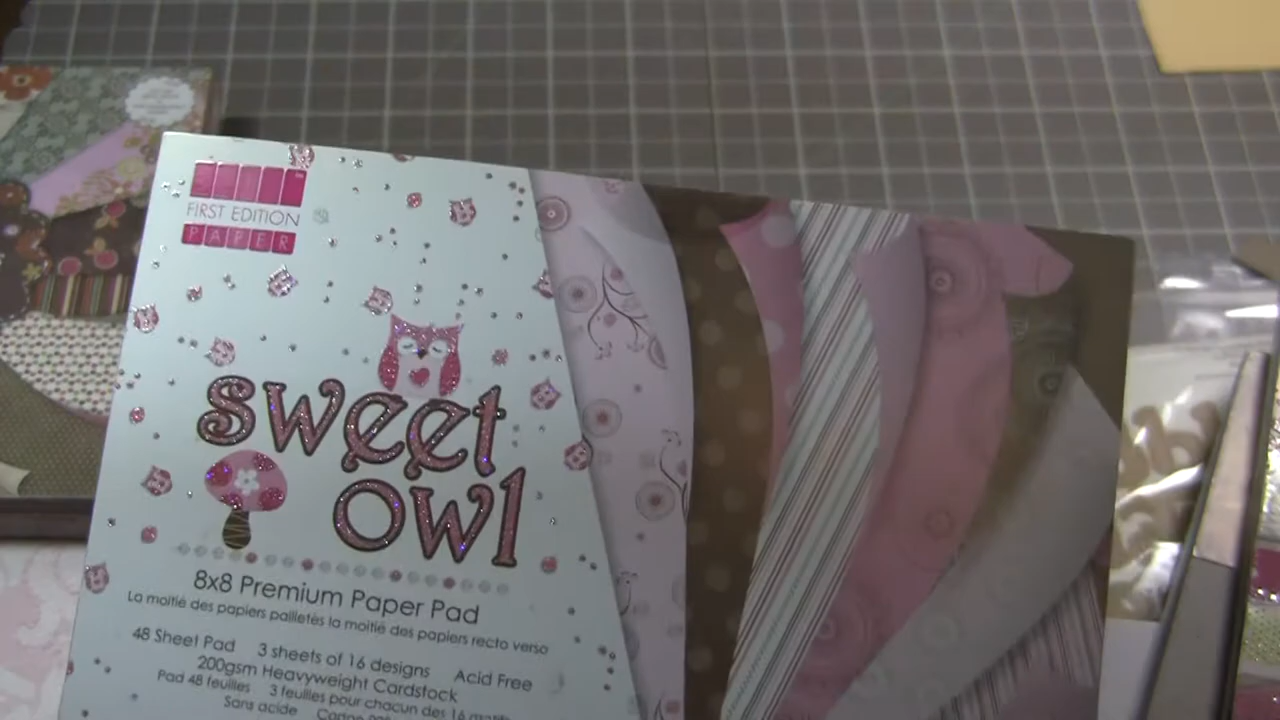 FIRST EDITION
PAPER
sweet
owl
8x8 Premium Paper Pad
La moitié des papiers pailletés la moitié des papiers recto verso
48 Sheet Pad 3 sheets of 16 designs Acid Free
200gsm Heavyweight Cardstock
Pad 48 feuilles 3 feuilles pour chacun des 16 motifs
Sans acide